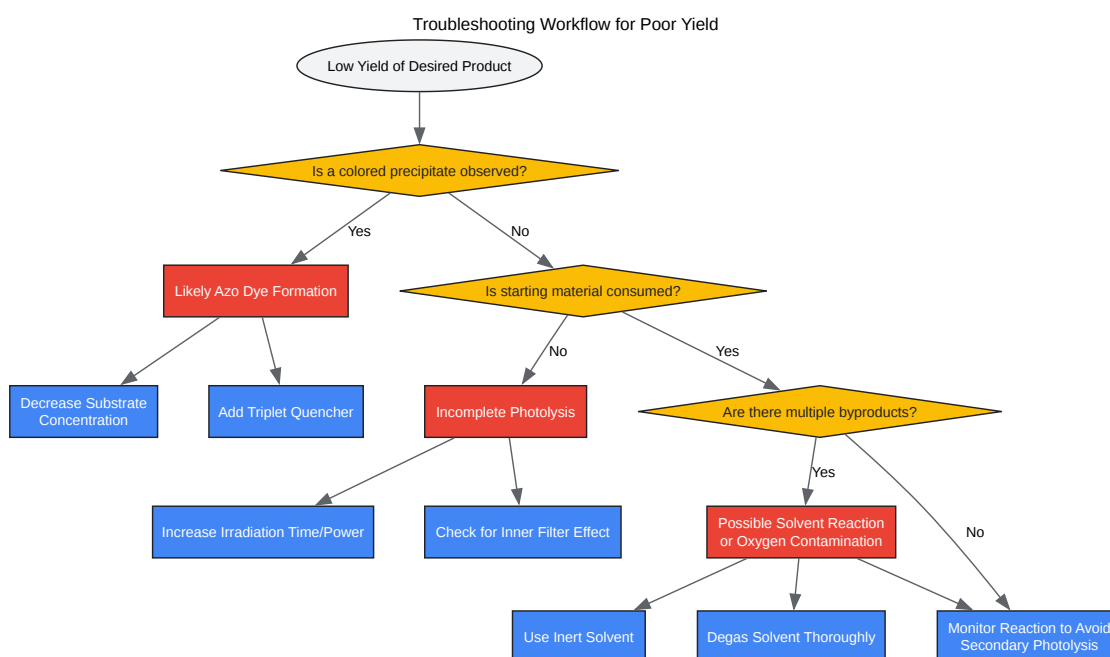 Troubleshooting Workflow for Poor Yield
Low Yield of Desired Product
Is a colored precipitate observed?
Yes
No
Likely Azo Dye Formation
Is starting material consumed?
No
Yes
Decrease Substrate
Concentration
Add Triplet Quencher
Incomplete Photolysis
Are there multiple byproducts?
Yes
No
Increase Irradiation Time/Power
Check for Inner Filter Effect
Possible Solvent Reaction
or Oxygen Contamination
Use Inert Solvent
Degas Solvent Thoroughly
Monitor Reaction to Avoid
Secondary Photolysis